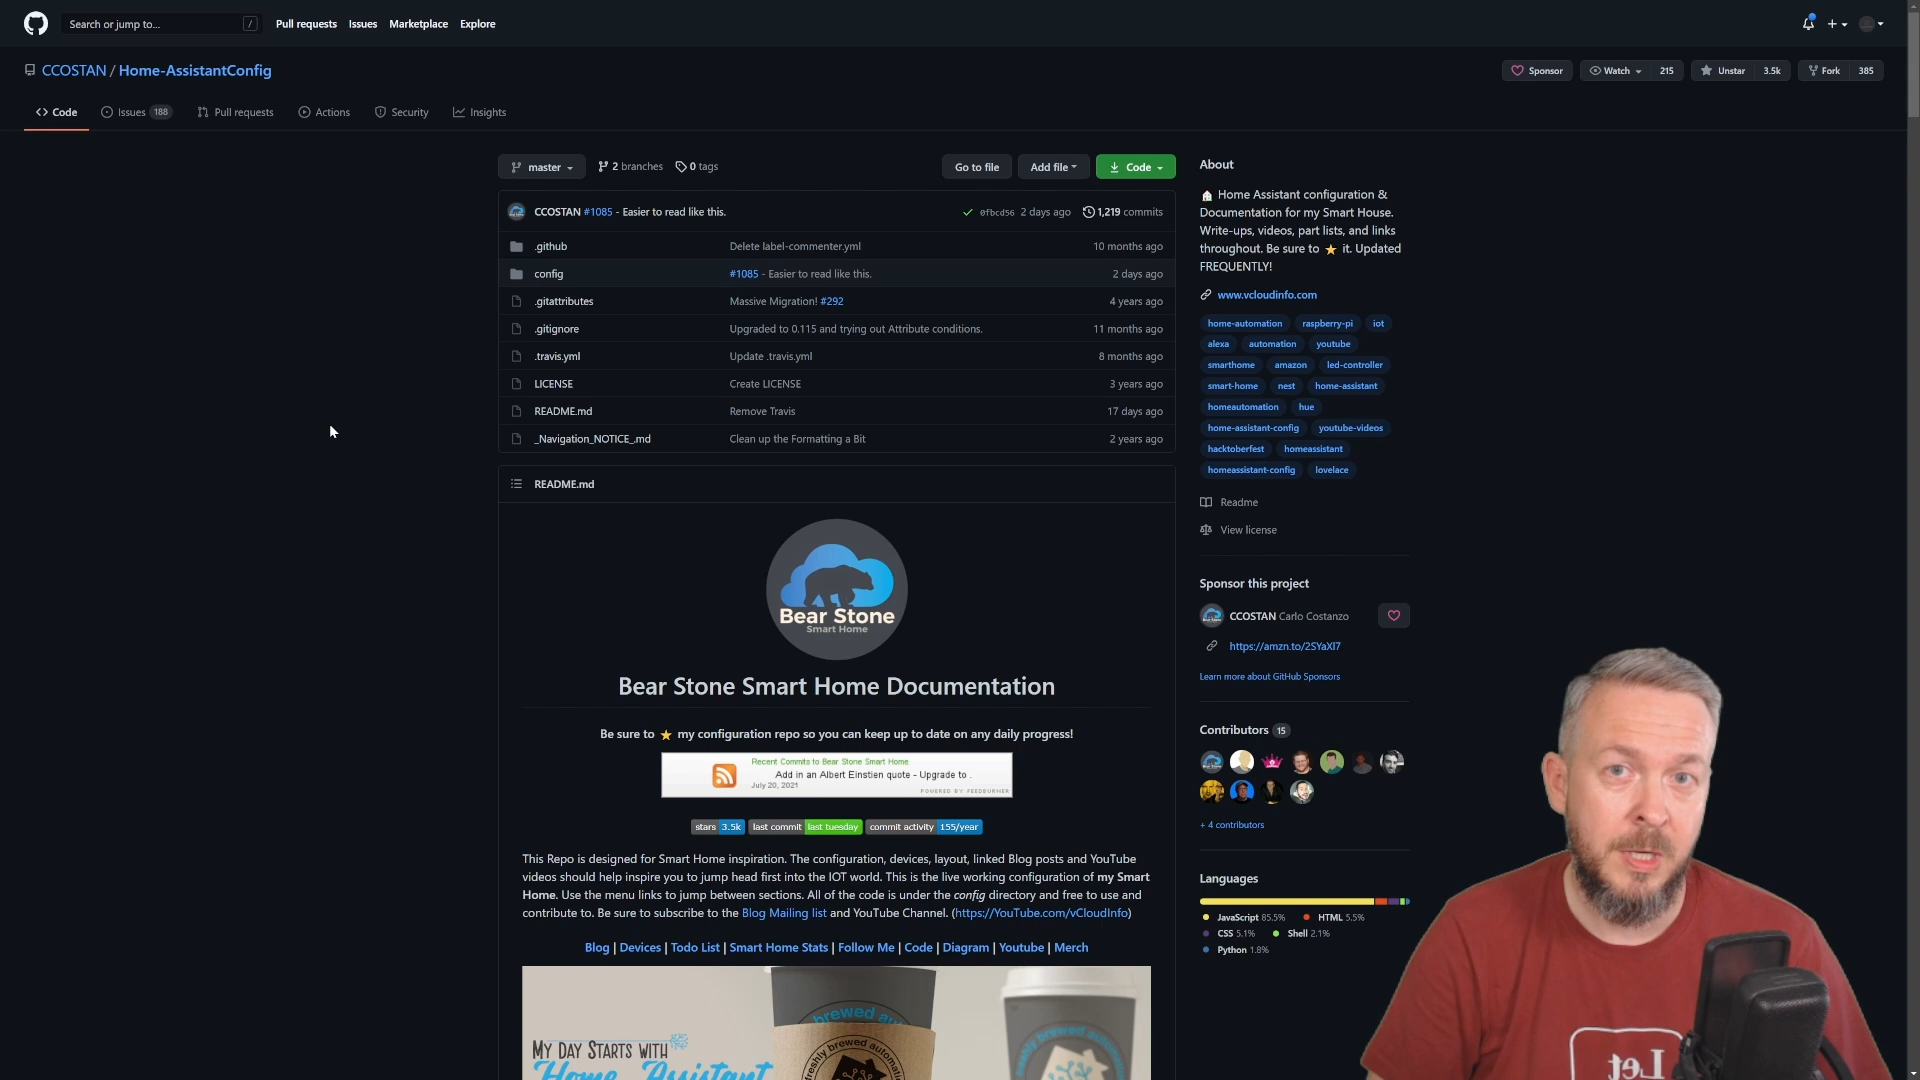 Search or jump to...
/
Pull requests
Issues
Marketplace
Explore
CCOSTAN / Home-AssistantConfig
Sponsor
Watch
215
Unstar
3.5k
Fork
385
Code
Issues 188
Pull requests
Actions
Security
Insights
master
2 branches
0 tags
Go to file
Add file
Code
CCOSTAN #1085 - Easier to read like this.
0fbcd56 2 days ago
1,219 commits
.github
Delete label-commenter.yml
10 months ago
config
#1085 - Easier to read like this.
2 days ago
.gitattributes
Massive Migration! #292
4 years ago
.gitignore
Upgraded to 0.115 and trying out Attribute conditions.
11 months ago
.travis.yml
Update .travis.yml
8 months ago
LICENSE
Create LICENSE
3 years ago
README.md
Remove Travis
17 days ago
_Navigation_NOTICE_.md
Clean up the Formatting a Bit
2 years ago
README.md
Bear Stone
Smart Home
Bear Stone Smart Home Documentation
Be sure to ⭐ my configuration repo so you can keep up to date on any daily progress!
Recent Commits to Bear Stone Smart Home
Add in an Albert Einstien quote - Upgrade to .
July 20, 2021
POWERED BY FEEDBURNER
stars 3.5k
last commit last tuesday
commit activity 155/year
This Repo is designed for Smart Home inspiration. The configuration, devices, layout, linked Blog posts and YouTube
videos should help inspire you to jump head first into the IOT world. This is the live working configuration of my Smart
Home. Use the menu links to jump between sections. All of the code is under the config directory and free to use and
contribute to. Be sure to subscribe to the Blog Mailing list and YouTube Channel. (https://YouTube.com/vCloudInfo)
Blog | Devices | Todo List | Smart Home Stats | Follow Me | Code | Diagram | Youtube | Merch
MY DAY STARTS WITH
Home Assistant
brewed au
freshly brewed automa
freshly brewed autom
About
🏠 Home Assistant configuration &
Documentation for my Smart House.
Write-ups, videos, part lists, and links
throughout. Be sure to ⭐ it. Updated
FREQUENTLY!
www.vcloudinfo.com
home-automation
raspberry-pi
iot
alexa
automation
youtube
smarthome
amazon
led-controller
smart-home
nest
home-assistant
homeautomation
hue
home-assistant-config
youtube-videos
hacktoberfest
homeassistant
homeassistant-config
lovelace
Readme
View license
Sponsor this project
CCOSTAN Carlo Costanzo
https://amzn.to/2SYaXl7
Learn more about GitHub Sponsors
Contributors 15
+ 4 contributors
Languages
JavaScript 85.5%
HTML 5.5%
CSS 5.1%
Shell 2.1%
Python 1.8%
Let